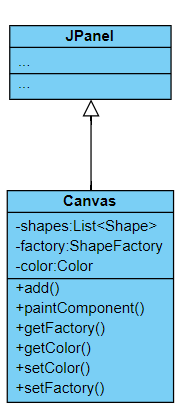 JPanel
...
...
Canvas
-shapes:List<Shape>
-factory:ShapeFactory
-color:Color
+add()
+paintComponent()
+getFactory()
+getColor()
+setColor()
+setFactory()